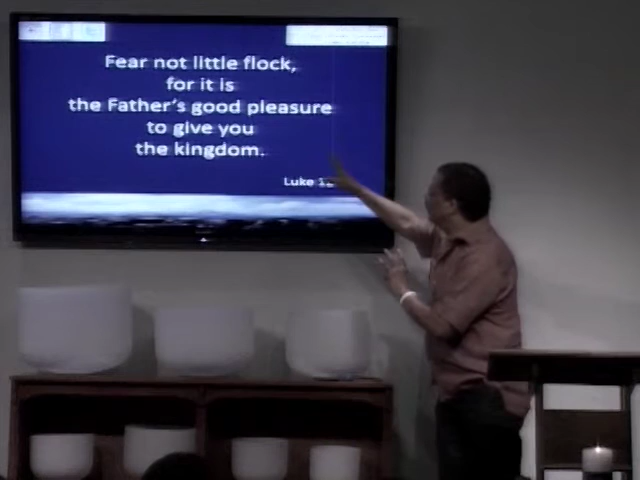 Fear not little flock,
for it is
the Father's good pleasure
to give you
the kingdom.
Luke